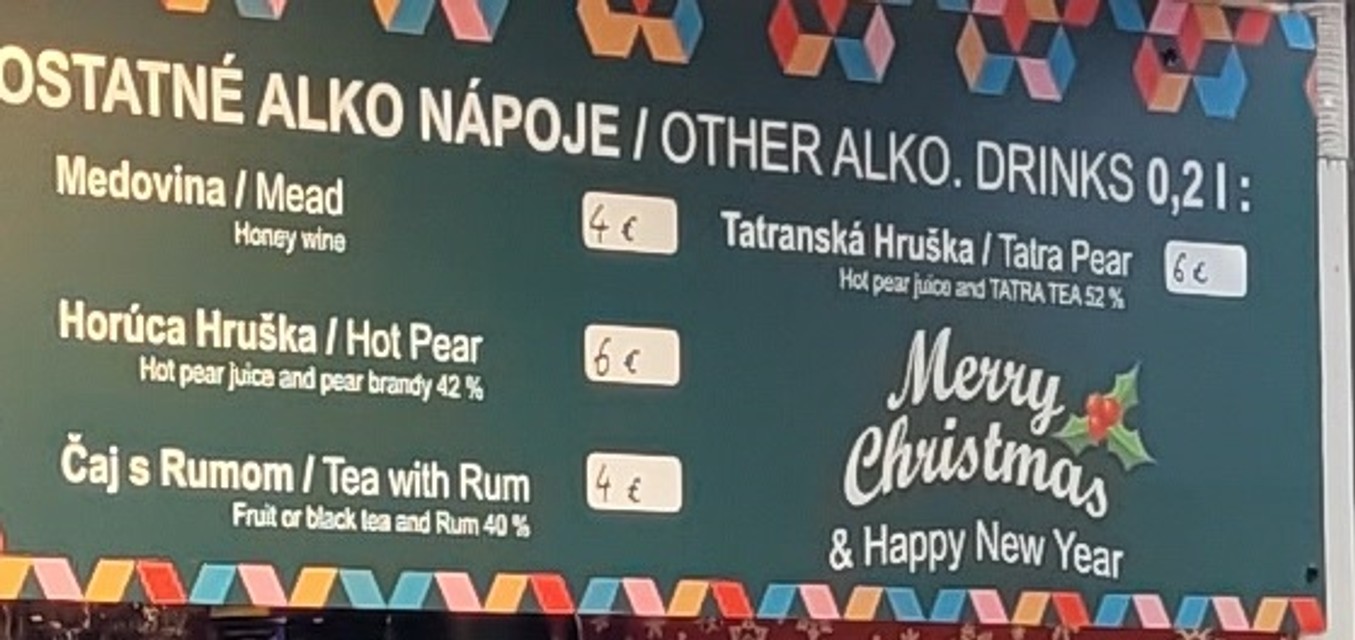 OSTATNÉ ALKO NÁPOJE / OTHER ALKO. DRINKS 0,2 l :
Medovina / Mead 4 €
Honey wine
Horúca Hruška / Hot Pear 6 €
Hot pear juice and pear brandy 42 %
Čaj s Rumom / Tea with Rum 4 €
Fruit or black tea and Rum 40 %
Tatranská Hruška / Tatra Pear 6 €
Hot pear juice and TATRA TEA 52 %
Merry
Christmas
& Happy New Year